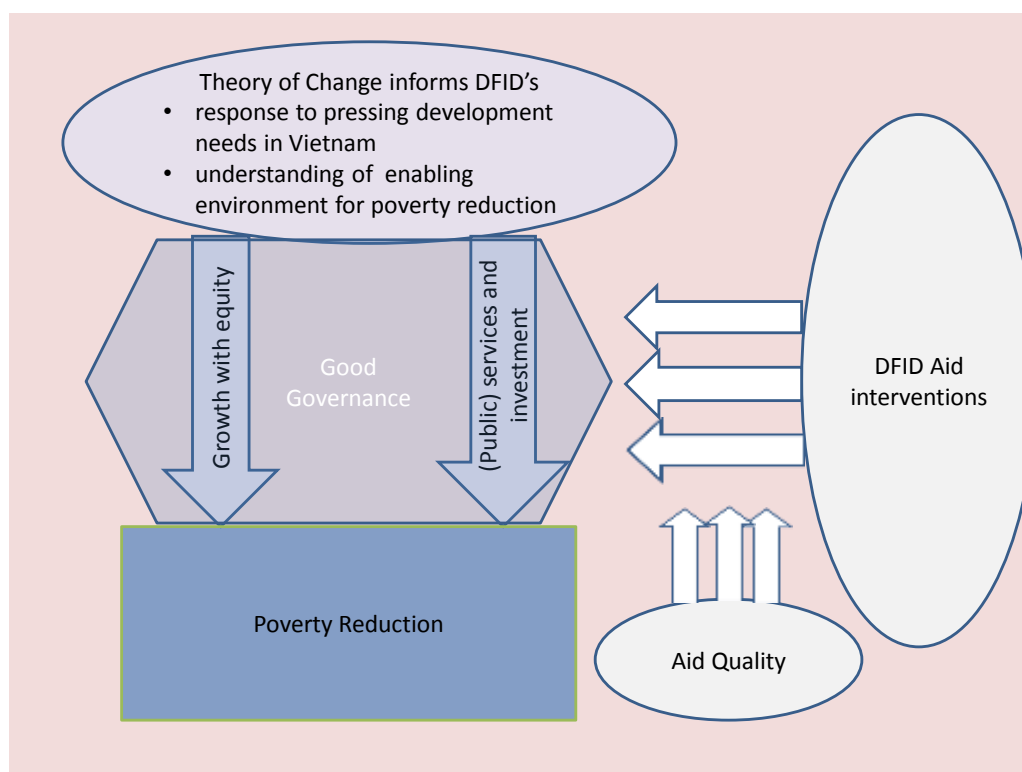 Theory of Change informs DFID's
• response to pressing development
needs in Vietnam
• understanding of enabling
environment for poverty reduction
Growth with equity
(Public) services and
investment
Good
Governance
DFID Aid
interventions
Poverty Reduction
Aid Quality